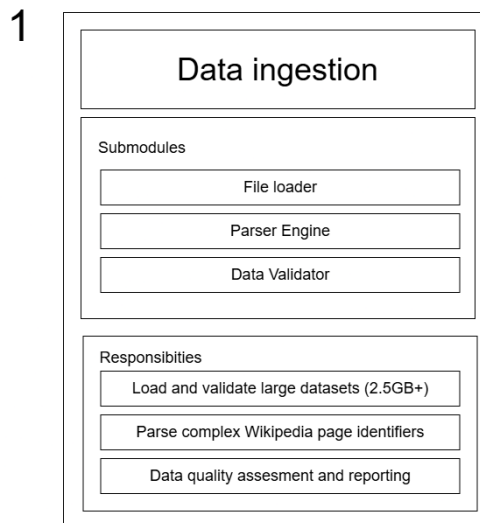 1
Data ingestion
Submodules
File loader
Parser Engine
Data Validator
Responsibities
Load and validate large datasets (2.5GB+)
Parse complex Wikipedia page identifiers
Data quality assesment and reporting